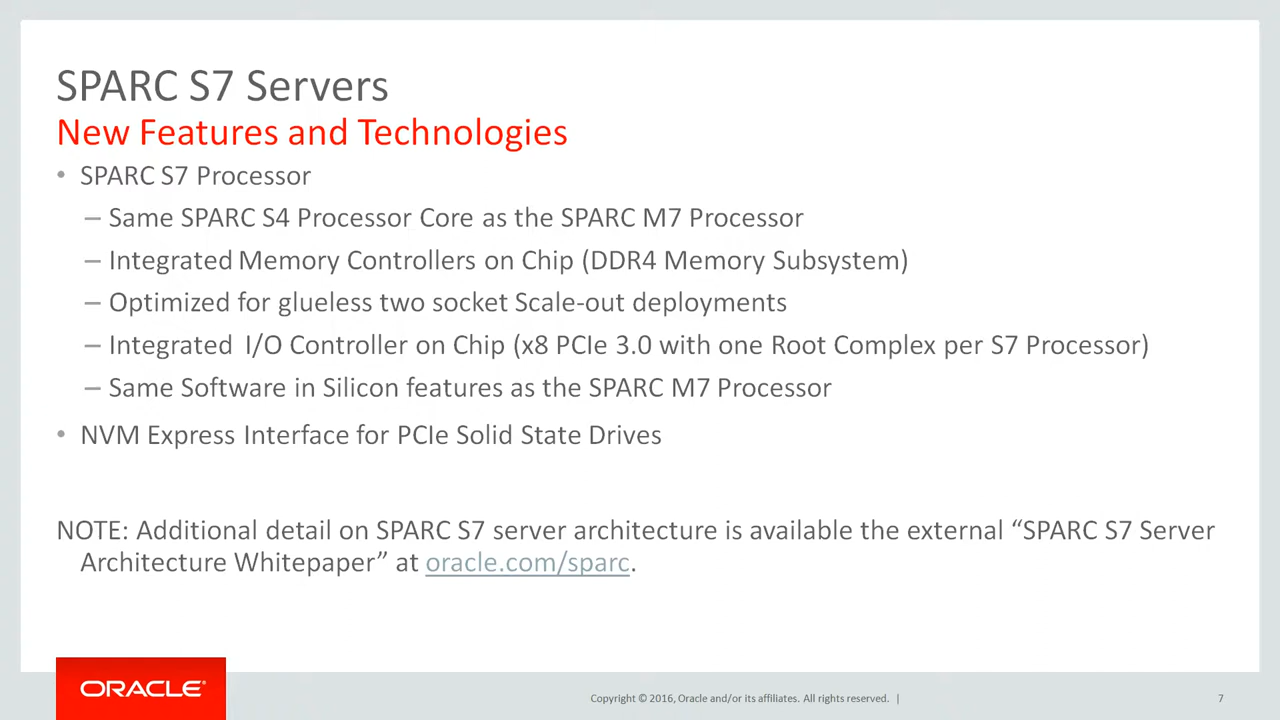 SPARC S7 Servers
New Features and Technologies
• SPARC S7 Processor
– Same SPARC S4 Processor Core as the SPARC M7 Processor
– Integrated Memory Controllers on Chip (DDR4 Memory Subsystem)
– Optimized for glueless two socket Scale-out deployments
– Integrated I/O Controller on Chip (x8 PCIe 3.0 with one Root Complex per S7 Processor)
– Same Software in Silicon features as the SPARC M7 Processor
• NVM Express Interface for PCIe Solid State Drives
NOTE: Additional detail on SPARC S7 server architecture is available the external “SPARC S7 Server
Architecture Whitepaper” at oracle.com/sparc.
ORACLE®
Copyright © 2016, Oracle and/or its affiliates. All rights reserved. |
7